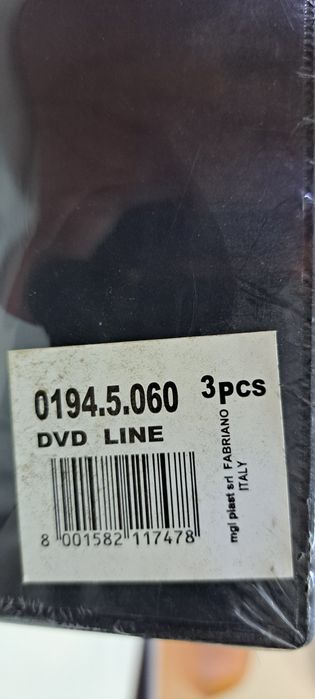 0194.5.060 3pcs
DVD LINE
8 001582 117478
mgl plast srl FABRIANO
ITALY